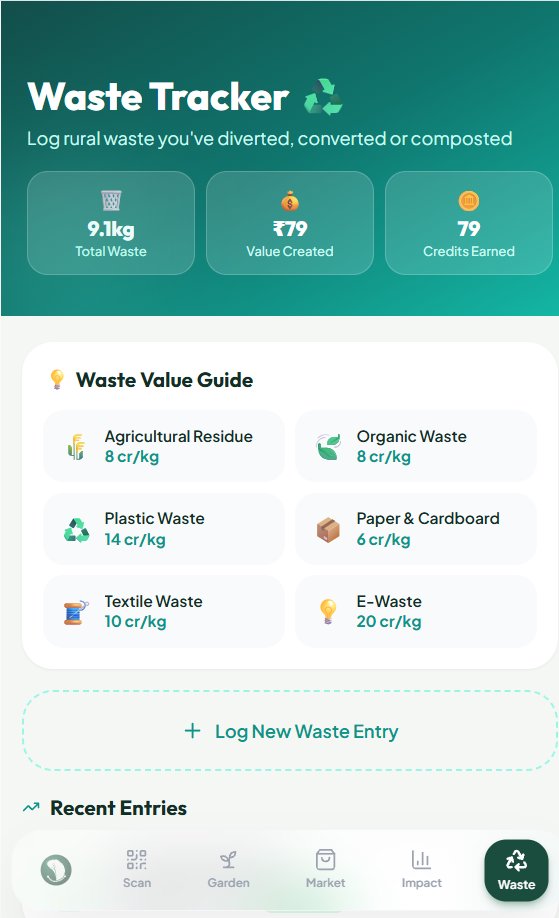 Waste Tracker
Log rural waste you've diverted, converted or composted
9.1kg
Total Waste
₹79
Value Created
79
Credits Earned
Waste Value Guide
Agricultural Residue
8 cr/kg
Organic Waste
8 cr/kg
Plastic Waste
14 cr/kg
Paper & Cardboard
6 cr/kg
Textile Waste
10 cr/kg
E-Waste
20 cr/kg
+ Log New Waste Entry
Recent Entries
Scan
Garden
Market
Impact
Waste